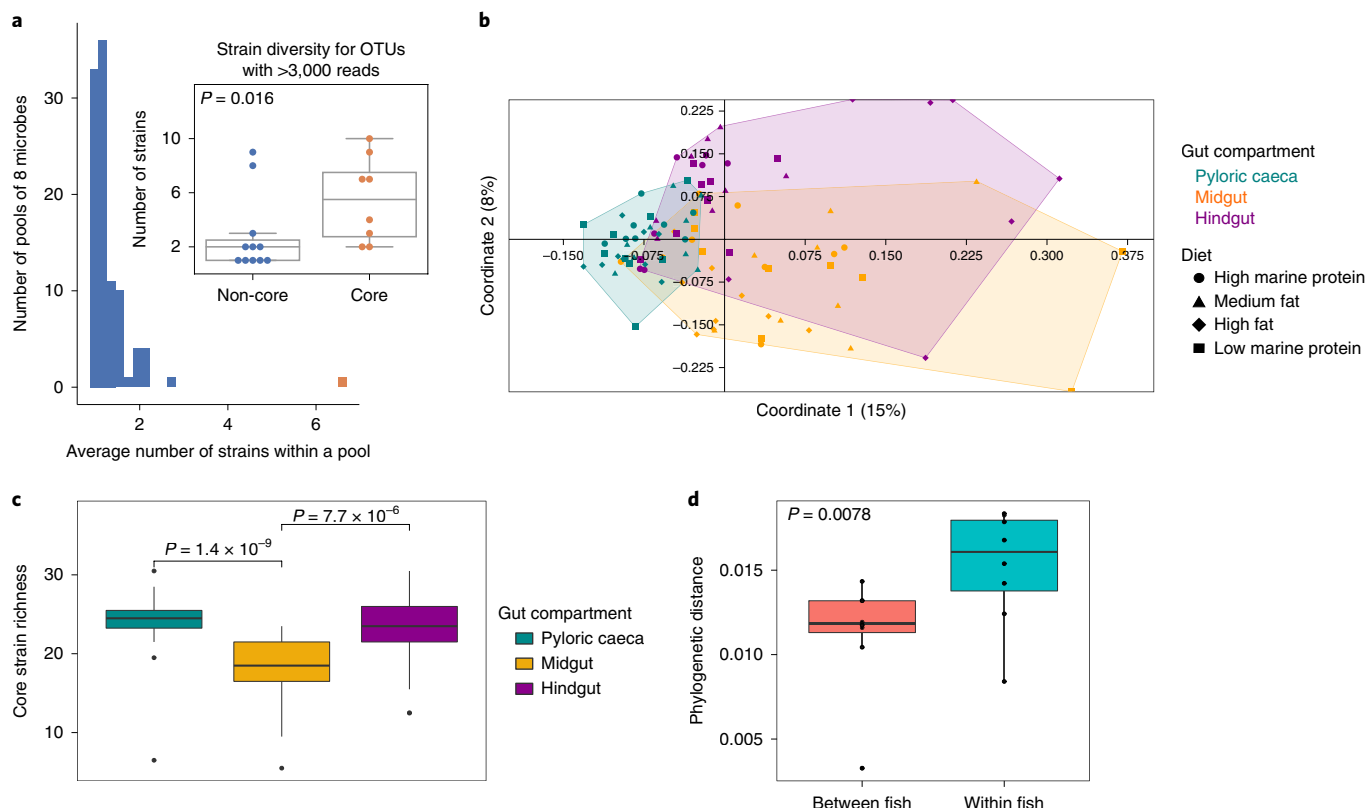 a
Strain diversity for OTUs
with >3,000 reads
P = 0.016
Number of pools of 8 microbes
30
20
10
0
Number of strains
10
6
2
Non-core
Core
2
4
6
Average number of strains within a pool
b
Coordinate 2 (8%)
0.225
0.150
0.075
−0.150
−0.075
0.075
0.150
0.225
0.300
0.375
−0.075
−0.150
−0.225
Coordinate 1 (15%)
Gut compartment
Pyloric caeca
Midgut
Hindgut
Diet
High marine protein
Medium fat
High fat
Low marine protein
c
P = 7.7 × 10−6
P = 1.4 × 10−9
Core strain richness
30
20
10
Gut compartment
Pyloric caeca
Midgut
Hindgut
d
P = 0.0078
Phylogenetic distance
0.015
0.010
0.005
Between fish
Within fish